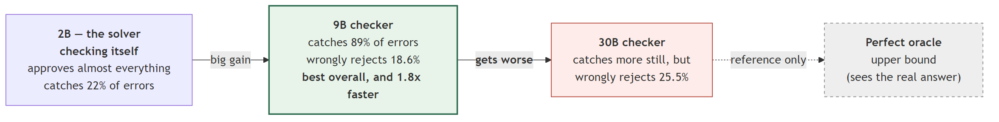 2B — the solver
checking itself
approves almost everything
catches 22% of errors
big gain
9B checker
catches 89% of errors
wrongly rejects 18.6%
best overall, and 1.8x
faster
gets worse
30B checker
catches more still, but
wrongly rejects 25.5%
reference only
Perfect oracle
upper bound
(sees the real answer)